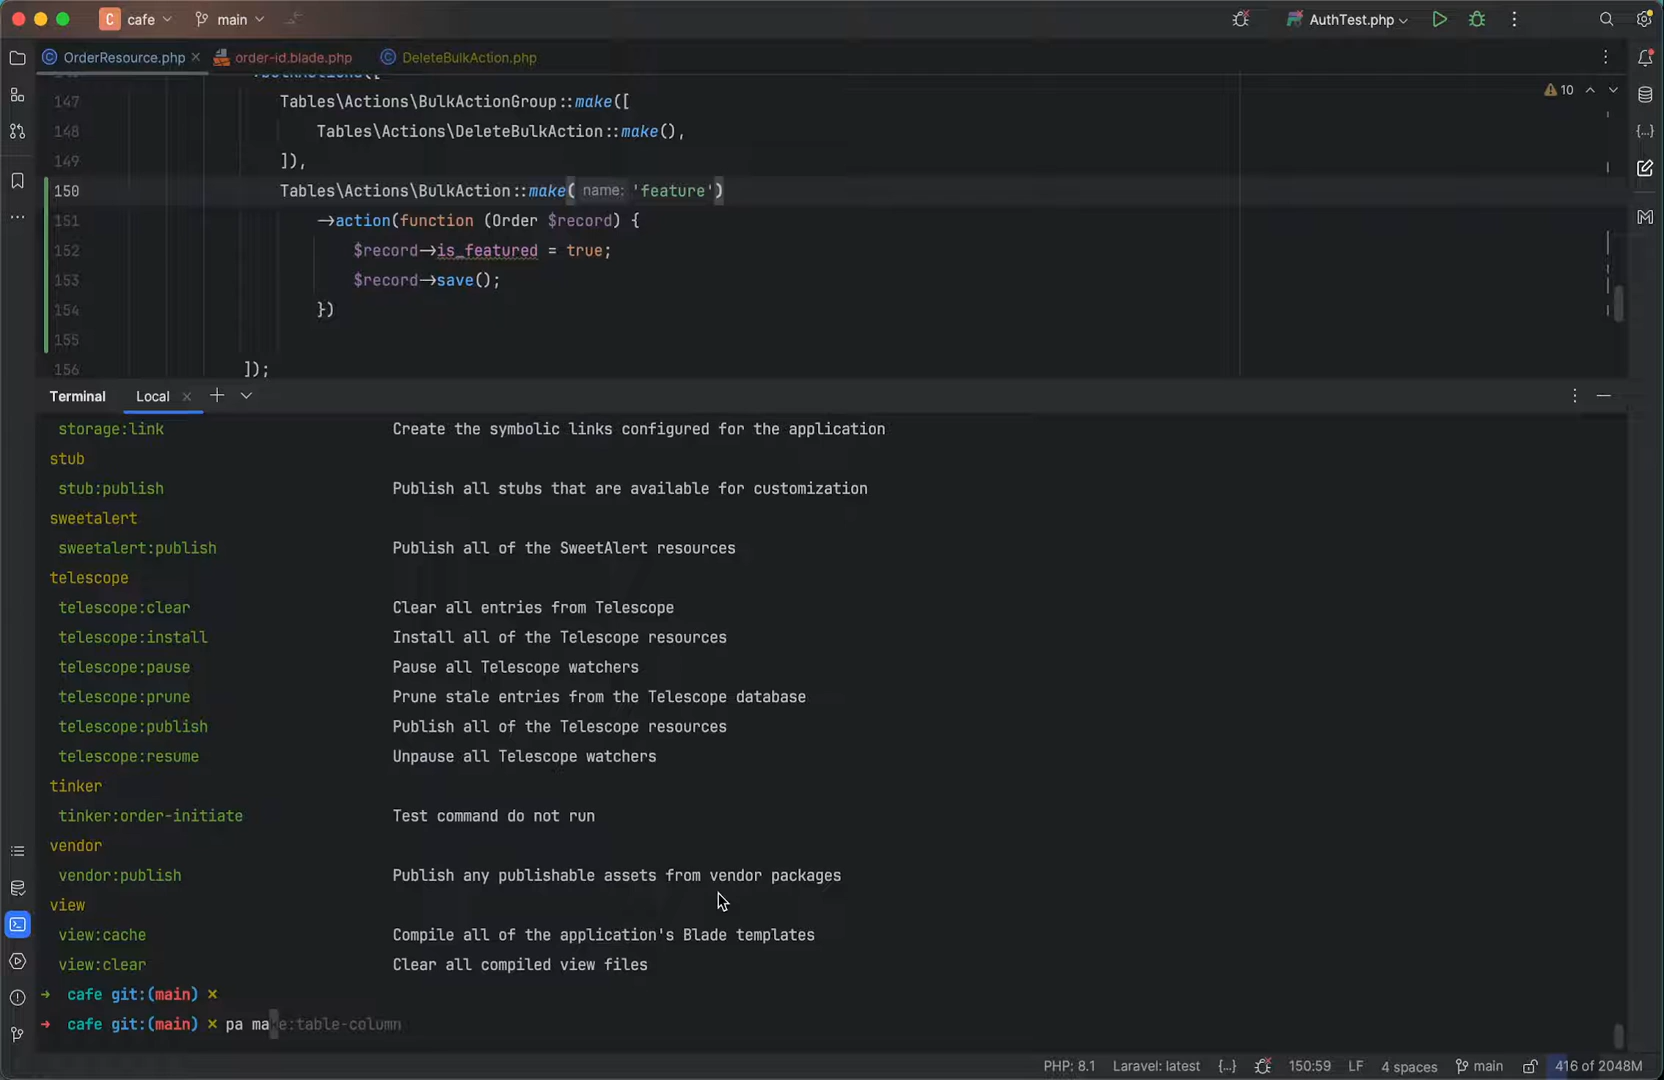 C cafe main AuthTest.php
OrderResource.php order-id.blade.php DeleteBulkAction.php
147 Tables\Actions\BulkActionGroup::make([ 10
148 Tables\Actions\DeleteBulkAction::make(),
149 ]),
150 Tables\Actions\BulkAction::make( name: 'feature')
151 ->action(function (Order $record) {
152 $record->is_featured = true;
153 $record->save();
154 })
155
156 ]);
Terminal Local
storage:link Create the symbolic links configured for the application
stub
stub:publish Publish all stubs that are available for customization
sweetalert
sweetalert:publish Publish all of the SweetAlert resources
telescope
telescope:clear Clear all entries from Telescope
telescope:install Install all of the Telescope resources
telescope:pause Pause all Telescope watchers
telescope:prune Prune stale entries from the Telescope database
telescope:publish Publish all of the Telescope resources
telescope:resume Unpause all Telescope watchers
tinker
tinker:order-initiate Test command do not run
vendor
vendor:publish Publish any publishable assets from vendor packages
view
view:cache Compile all of the application's Blade templates
view:clear Clear all compiled view files
→ cafe git:(main) ×
→ cafe git:(main) × pa make:table-column
PHP: 8.1 Laravel: latest {..} 150:59 LF 4 spaces main 416 of 2048M